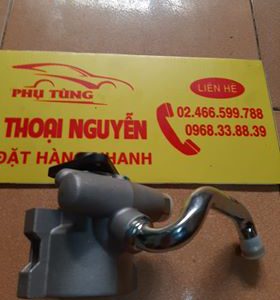 LIÊN HỆ
PHỤ TÙNG
02.466.599.788
THOẠI NGUYỄN
0968.33.88.39
ĐẶT HÀNG NHANH